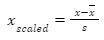 x_scaled = (x − x̅) / s